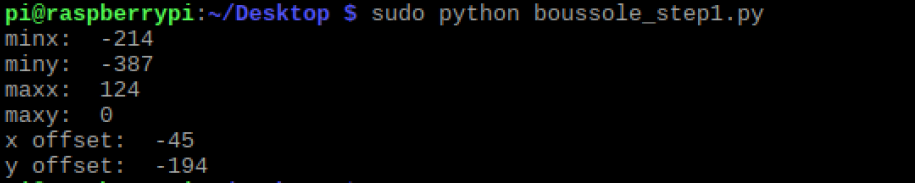 pi@raspberrypi:~/Desktop $ sudo python boussole_step1.py
minx:  -214
miny:  -387
maxx:  124
maxy:  0
x offset:  -45
y offset:  -194